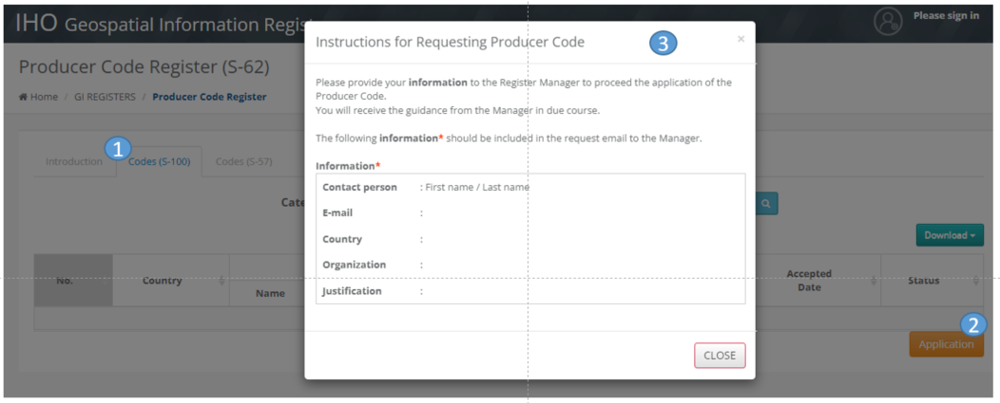 IHO Geospatial Information Regis
Please sign in
Producer Code Register (S-62)
Home / GI REGISTERS / Producer Code Register
1
Introduction
Codes (S-100)
Codes (S-57)
Cate
Download
No.
Country
Name
Accepted
Date
Status
2
Application
Instructions for Requesting Producer Code
3
×
Please provide your information to the Register Manager to proceed the application of the
Producer Code.
You will receive the guidance from the Manager in due course.
The following information* should be included in the request email to the Manager.
Information*
Contact person : First name / Last name
E-mail :
Country :
Organization :
Justification :
CLOSE